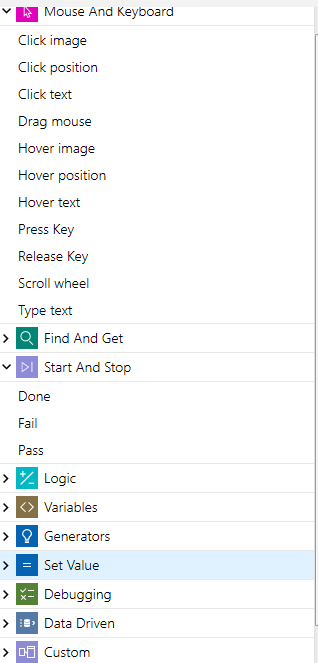 Mouse And Keyboard
Click image
Click position
Click text
Drag mouse
Hover image
Hover position
Hover text
Press Key
Release Key
Scroll wheel
Type text
Find And Get
Start And Stop
Done
Fail
Pass
Logic
Variables
Generators
Set Value
Debugging
Data Driven
Custom